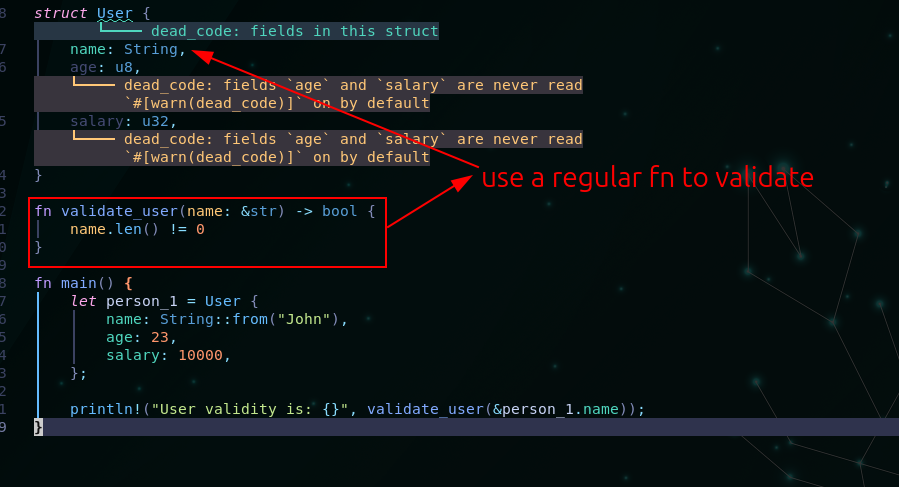 8 struct User {
dead_code: fields in this struct
7 name: String,
6 age: u8,
dead_code: fields `age` and `salary` are never read
`#[warn(dead_code)]` on by default
5 salary: u32,
dead_code: fields `age` and `salary` are never read
`#[warn(dead_code)]` on by default
4 }
3
use a regular fn to validate
2 fn validate_user(name: &str) -> bool {
1 name.len() != 0
0 }
9
8 fn main() {
7 let person_1 = User {
6 name: String::from("John"),
5 age: 23,
4 salary: 10000,
3 };
2
1 println!("User validity is: {}", validate_user(&person_1.name));
9 }